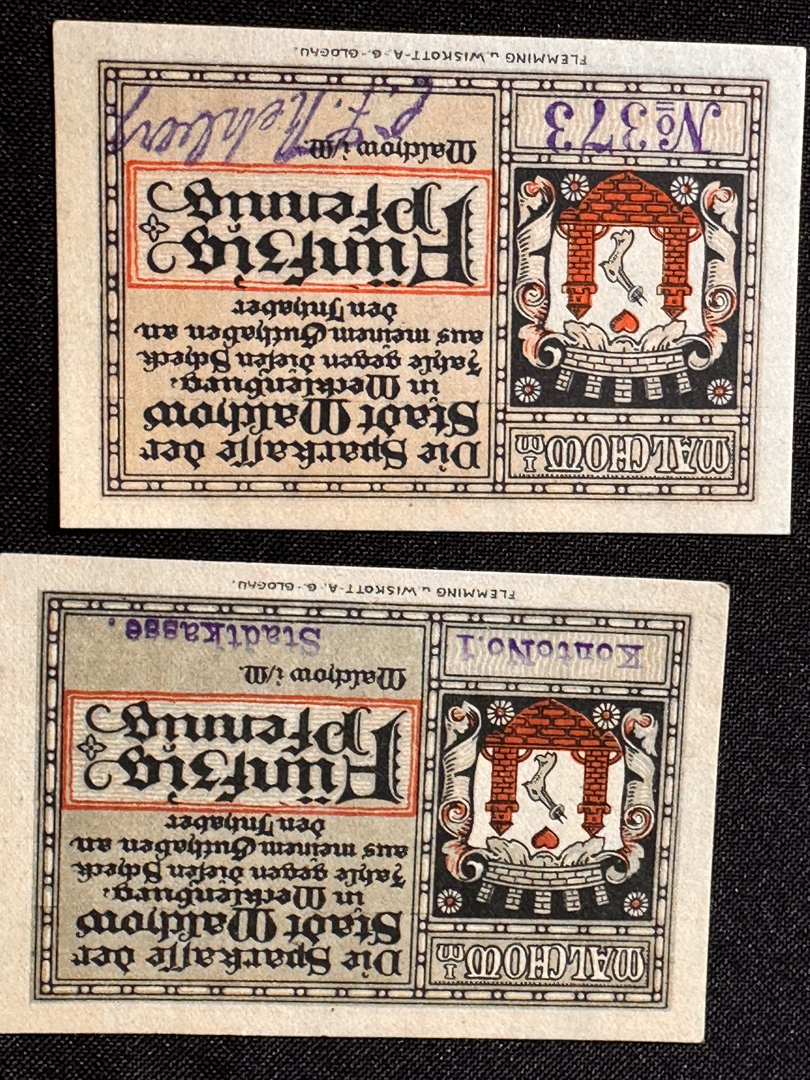 MALCHOW I M
Die Sparkasse der
Stadt Malchow
in Mecklenburg,
Zahle gegen diesen Scheck
aus meinem Guthaben an
den Inhaber
Fünfzig
Pfennig
Malchow i/M.
Konto No. 1
Stadtkasse.
FLEMMING u. WISKOTT-A.G.-GLOGAU.
MALCHOW I M
Die Sparkasse der
Stadt Malchow
in Mecklenburg,
Zahle gegen diesen Scheck
aus meinem Guthaben an
den Inhaber
Fünfzig
Pfennig
Malchow i/M.
No 373
FLEMMING u. WISKOTT-A.G.-GLOGAU.